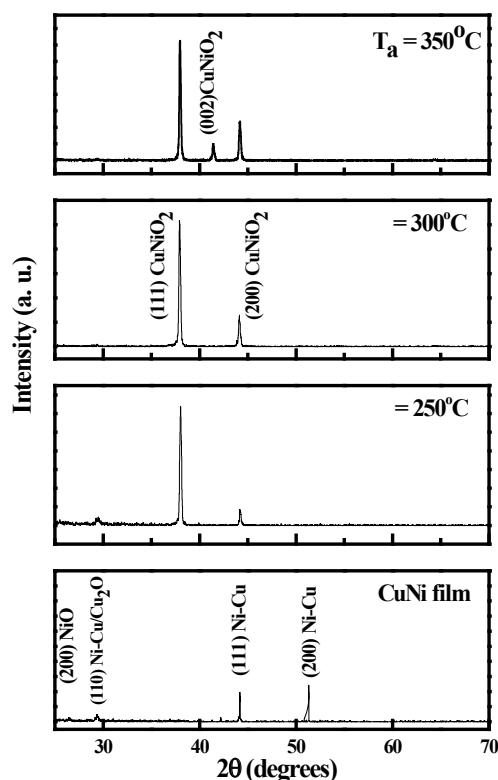 T_a = 350°C
(002)CuNiO₂
= 300°C
(111) CuNiO₂
(200) CuNiO₂
= 250°C
CuNi film
(200) NiO
(110) Ni-Cu/Cu₂O
(111) Ni-Cu
(200) Ni-Cu
Intensity (a. u.)
30 40 50 60 70
2θ (degrees)